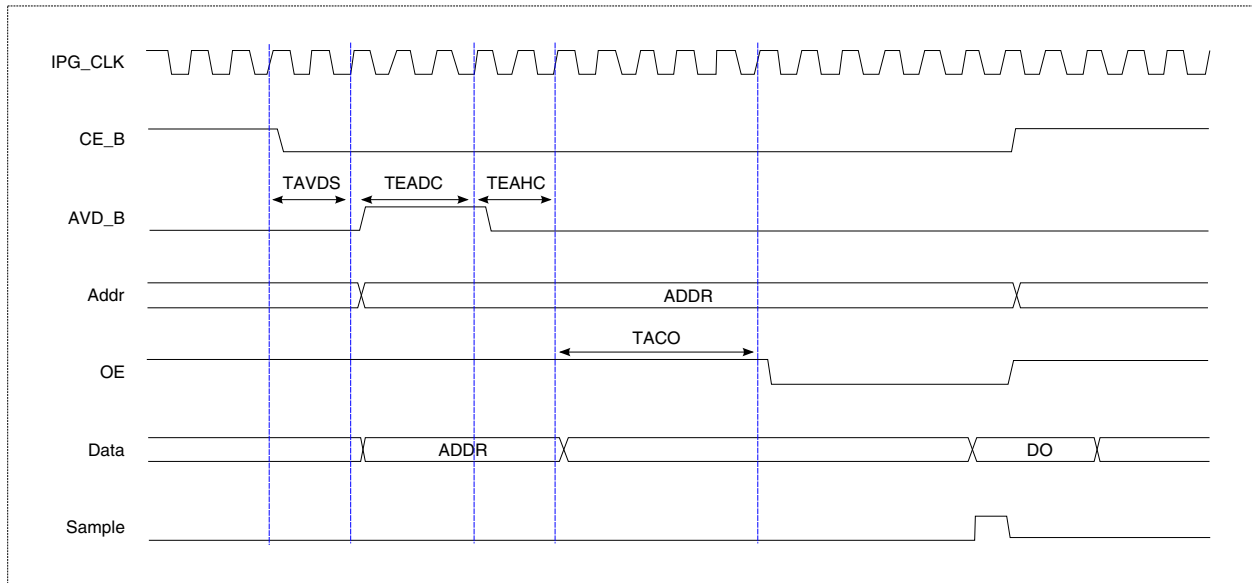 IPG_CLK
CE_B
TAVDS
TEADC
TEAHC
AVD_B
Addr
ADDR
TACO
OE
Data
ADDR
DO
Sample